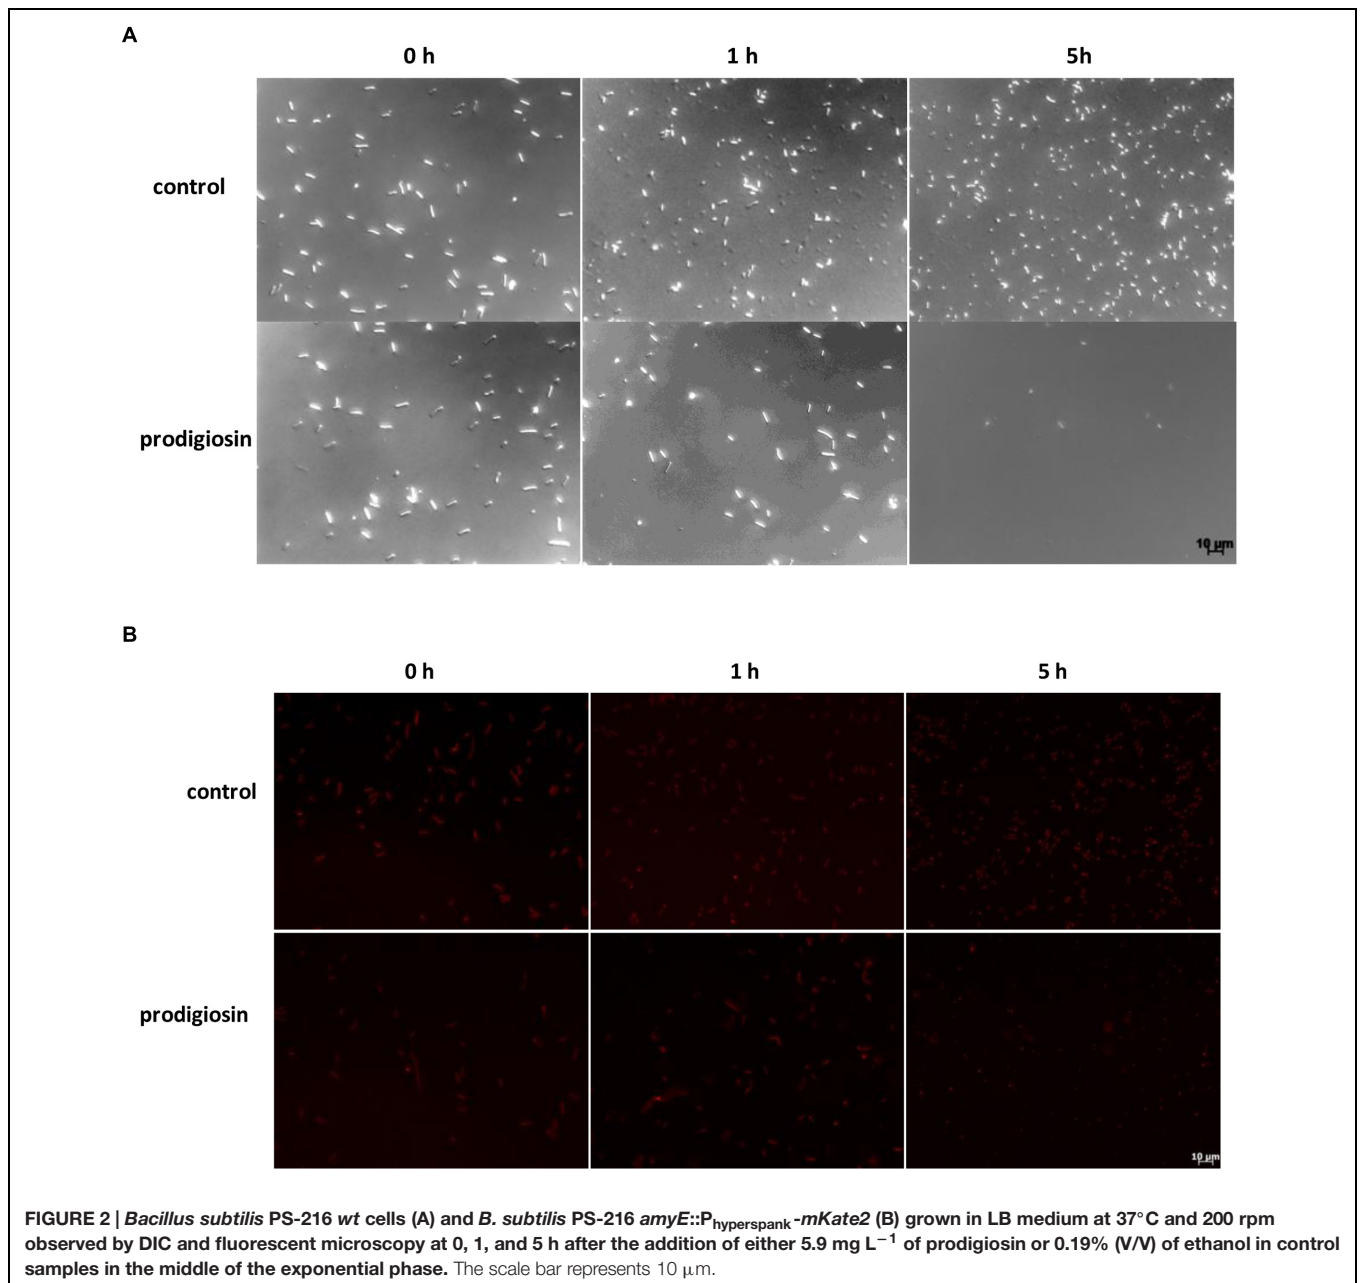 A
0 h 1 h 5h
control
prodigiosin
10 μm
B
0 h 1 h 5 h
control
prodigiosin
10 μm
FIGURE 2 | Bacillus subtilis PS-216 wt cells (A) and B. subtilis PS-216 amyE::Phyperspank-mKate2 (B) grown in LB medium at 37°C and 200 rpm
observed by DIC and fluorescent microscopy at 0, 1, and 5 h after the addition of either 5.9 mg L−1 of prodigiosin or 0.19% (V/V) of ethanol in control
samples in the middle of the exponential phase. The scale bar represents 10 μm.